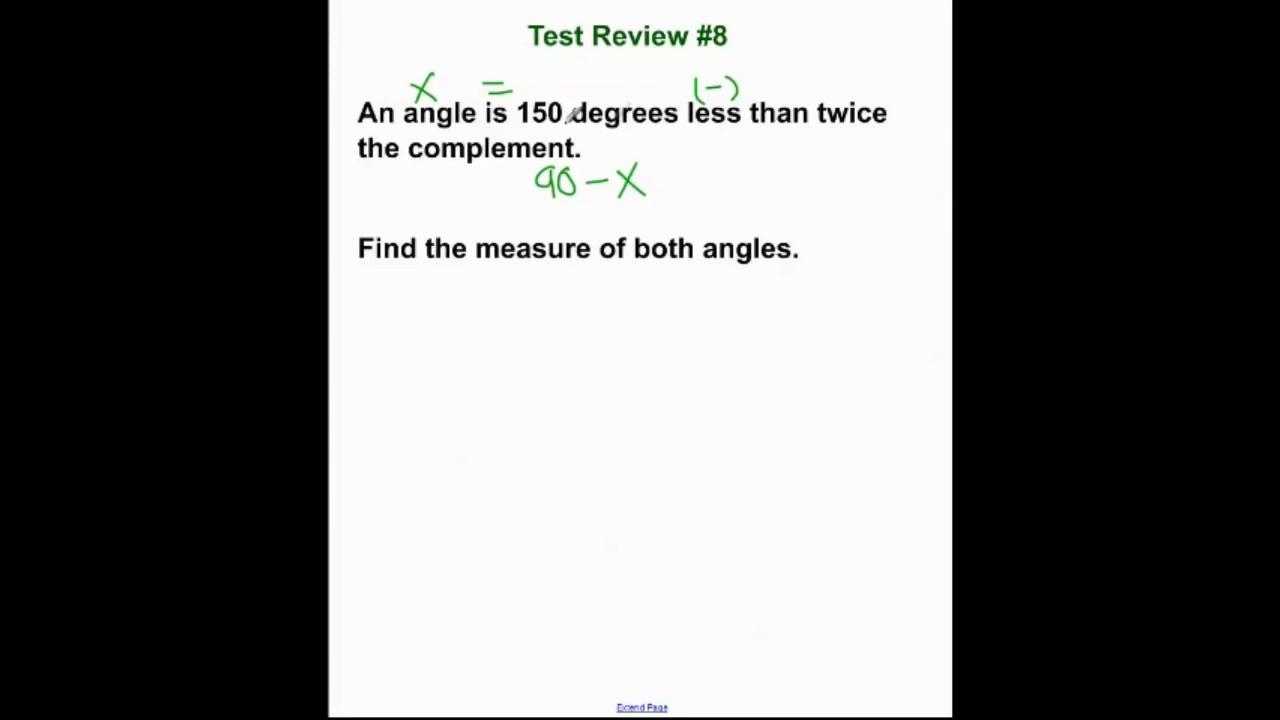 Test Review #8
x = (-)
An angle is 150 degrees less than twice
the complement.
90 - x
Find the measure of both angles.
Extend Page